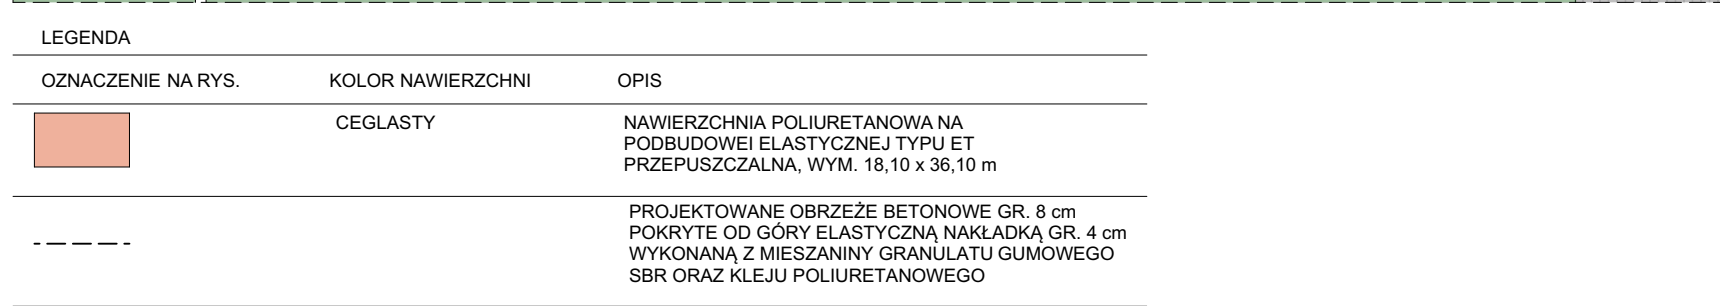 LEGENDA
OZNACZENIE NA RYS. KOLOR NAWIERZCHNI OPIS
CEGLASTY NAWIERZCHNIA POLIURETANOWA NA
PODBUDOWEI ELASTYCZNEJ TYPU ET
PRZEPUSZCZALNA, WYM. 18,10 x 36,10 m
PROJEKTOWANE OBRZEŻE BETONOWE GR. 8 cm
POKRYTE OD GÓRY ELASTYCZNĄ NAKŁADKĄ GR. 4 cm
WYKONANĄ Z MIESZANINY GRANULATU GUMOWEGO
SBR ORAZ KLEJU POLIURETANOWEGO